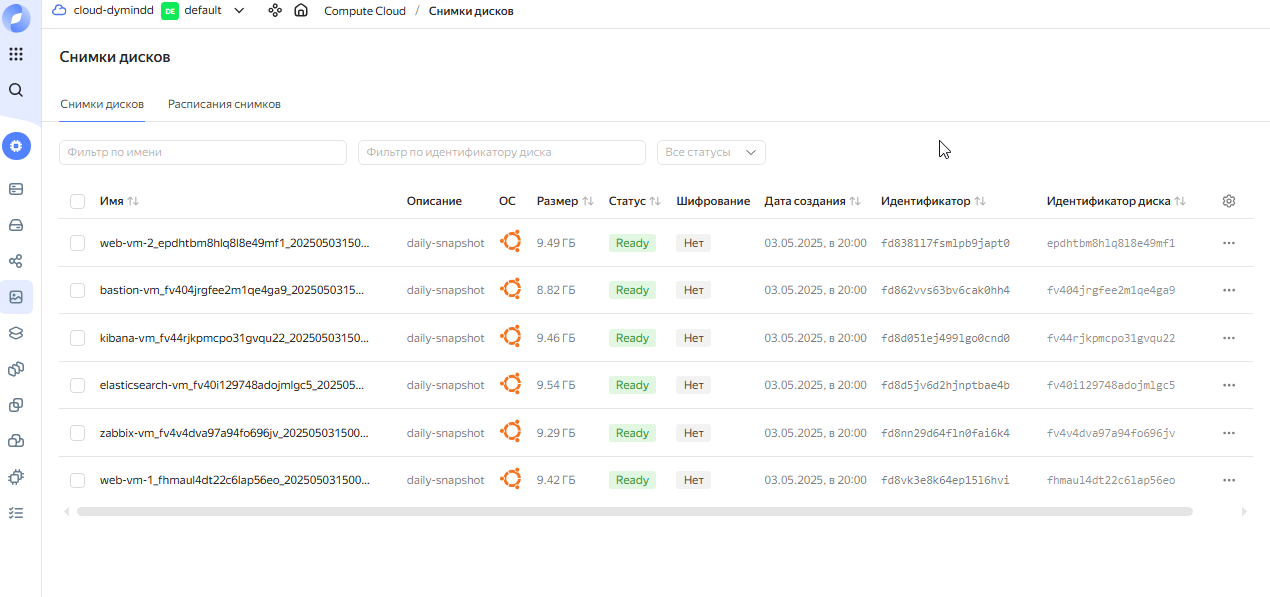 cloud-dymindd DE default Compute Cloud / Снимки дисков
Снимки дисков
Снимки дисков Расписания снимков
Фильтр по имени Фильтр по идентификатору диска Все статусы
Имя Описание ОС Размер Статус Шифрование Дата создания Идентификатор Идентификатор диска
web-vm-2_epdhtbm8hlq8l8e49mf1_20250503150... daily-snapshot 9.49 ГБ Ready Нет 03.05.2025, в 20:00 fd838117fsmlpb9japt0 epdhtbm8hlq8l8e49mf1
bastion-vm_fv404jrgfee2m1qe4ga9_2025050315... daily-snapshot 8.82 ГБ Ready Нет 03.05.2025, в 20:00 fd862vvs63bv6cak0hh4 fv404jrgfee2m1qe4ga9
kibana-vm_fv44rjkpmcpo31gvqu22_20250503150... daily-snapshot 9.46 ГБ Ready Нет 03.05.2025, в 20:00 fd8d051ej499lgo0cnd0 fv44rjkpmcpo31gvqu22
elasticsearch-vm_fv40i129748adojmlgc5_202505... daily-snapshot 9.54 ГБ Ready Нет 03.05.2025, в 20:00 fd8d5jv6d2hjnptbae4b fv40i129748adojmlgc5
zabbix-vm_fv4v4dva97a94fo696jv_202505031500... daily-snapshot 9.29 ГБ Ready Нет 03.05.2025, в 20:00 fd8nn29d64fln0fai6k4 fv4v4dva97a94fo696jv
web-vm-1_fhmaul4dt22c6lap56eo_202505031500... daily-snapshot 9.42 ГБ Ready Нет 03.05.2025, в 20:00 fd8vk3e8k64ep15l6hvi fhmaul4dt22c6lap56eo